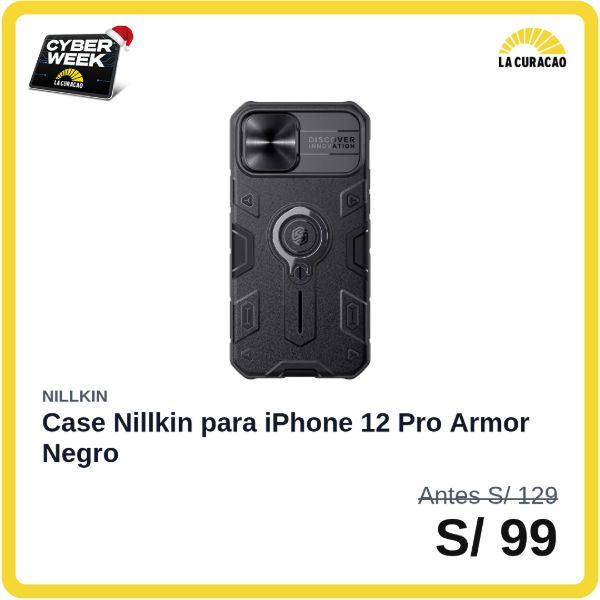 CYBER
WEEK
LA CURACAO
LA CURACAO
DISCOVER
INNOVATION
NILLKIN
Case Nillkin para iPhone 12 Pro Armor
Negro
Antes S/ 129
S/ 99